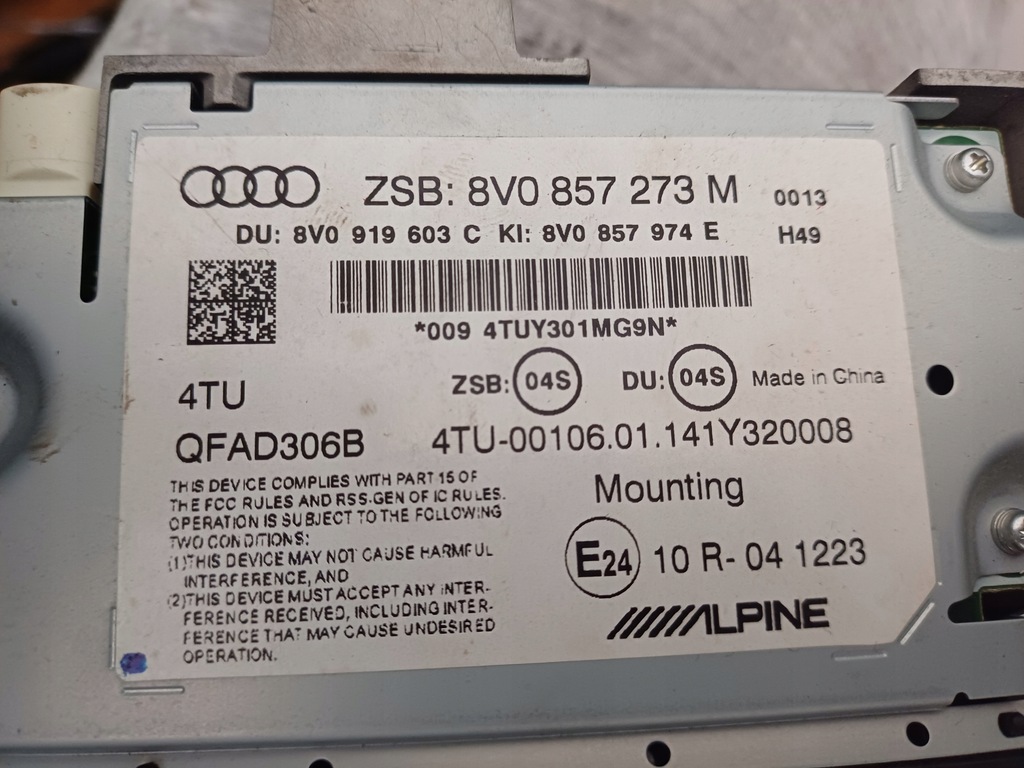 ZSB: 8V0 857 273 M 0013
DU: 8V0 919 603 C KI: 8V0 857 974 E H49
*009 4TUY301MG9N*
ZSB: 04S DU: 04S Made in China
4TU
QFAD306B 4TU-00106.01.141Y320008
THIS DEVICE COMPLIES WITH PART 15 OF
THE FCC RULES AND RSS-GEN OF IC RULES.
OPERATION IS SUBJECT TO THE FOLLOWING
TWO CONDITIONS:
(1)THIS DEVICE MAY NOT CAUSE HARMFUL
INTERFERENCE, AND
(2)THIS DEVICE MUST ACCEPT ANY INTER-
FERENCE RECEIVED, INCLUDING INTER-
FERENCE THAT MAY CAUSE UNDESIRED
OPERATION.
Mounting
E24 10 R- 04 1223
ALPINE